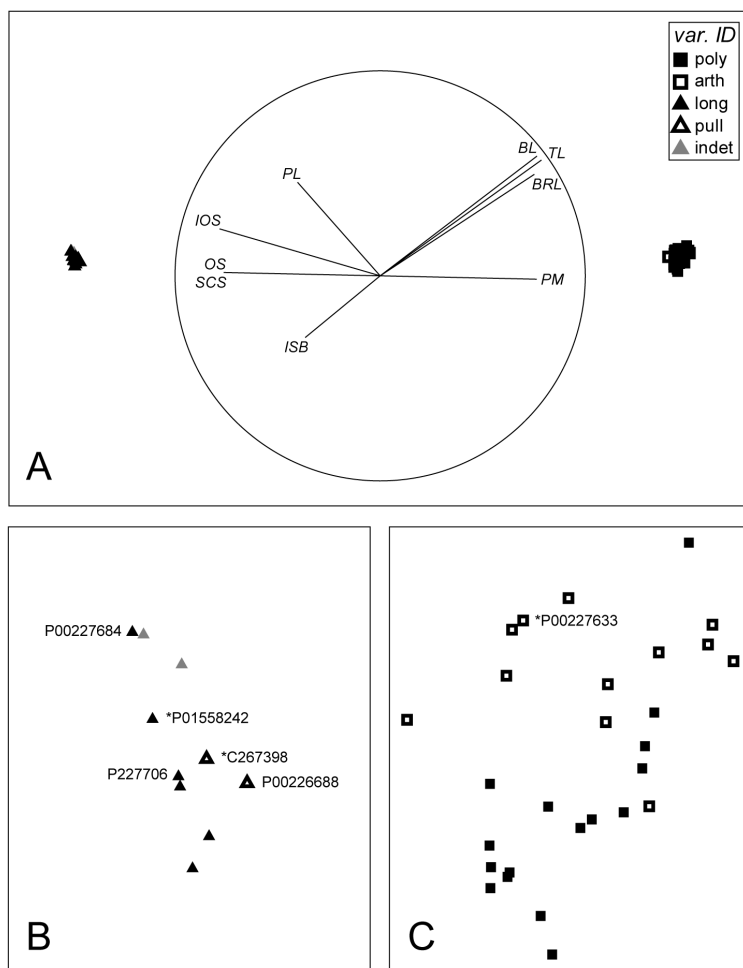 var. ID
poly
arth
long
pull
indet
BL TL
BRL
PL
IOS
OS
SCS
PM
ISB
A
P00227684
*P01558242
*C267398
P227706
P00226688
B
*P00227633
C